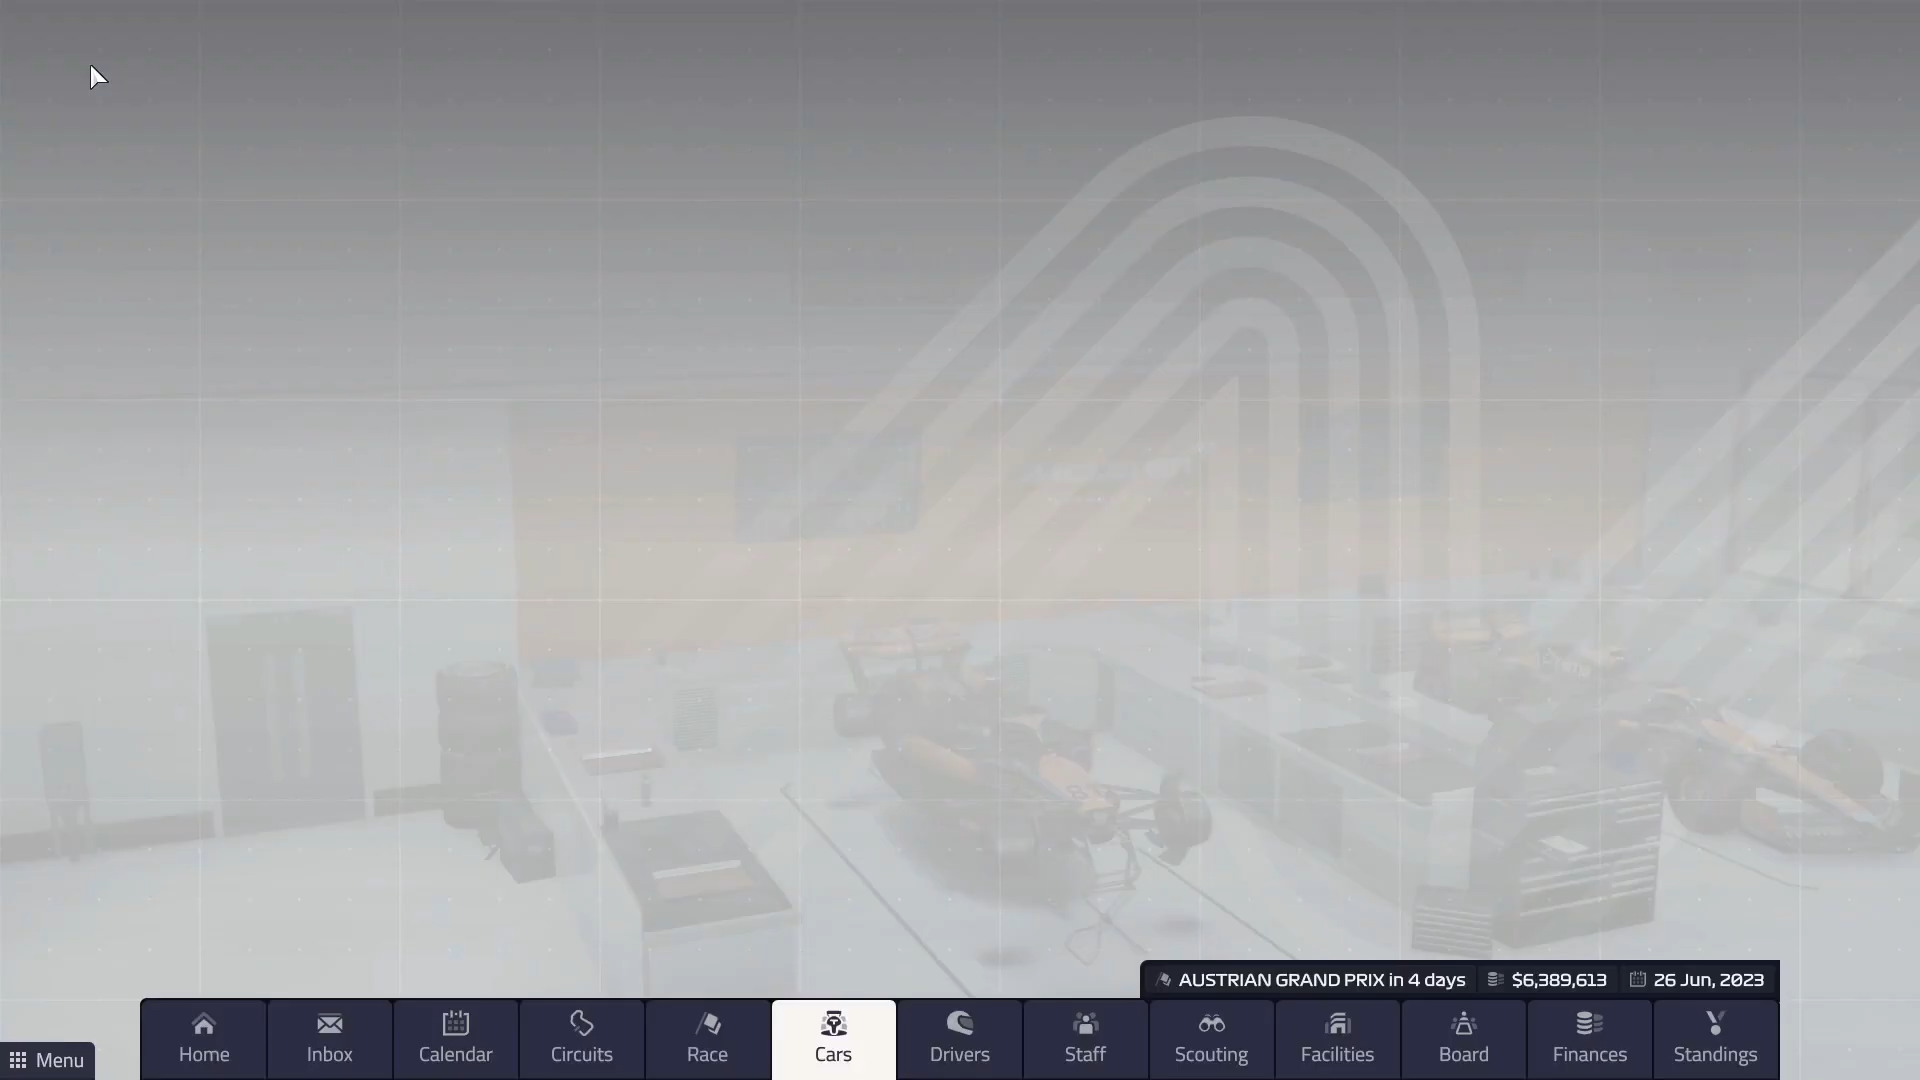 AUSTRIAN GRAND PRIX in 4 days $6,389,613 26 Jun, 2023
Menu Home Inbox Calendar Circuits Race Cars Drivers Staff Scouting Facilities Board Finances Standings